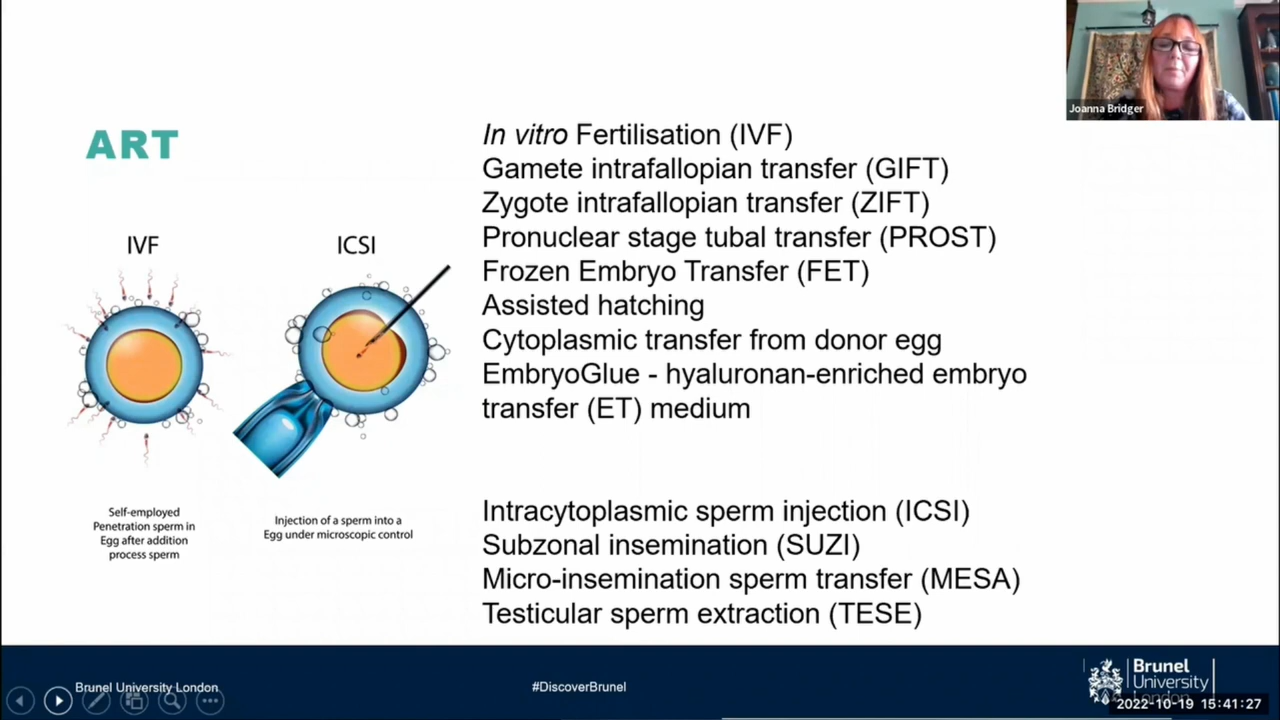 Joanna Bridger
ART
In vitro Fertilisation (IVF)
Gamete intrafallopian transfer (GIFT)
Zygote intrafallopian transfer (ZIFT)
Pronuclear stage tubal transfer (PROST)
Frozen Embryo Transfer (FET)
Assisted hatching
Cytoplasmic transfer from donor egg
EmbryoGlue - hyaluronan-enriched embryo
transfer (ET) medium
IVF
ICSI
Self-employed
Penetration sperm in
Egg after addition
process sperm
Injection of a sperm into a
Egg under microscopic control
Intracytoplasmic sperm injection (ICSI)
Subzonal insemination (SUZI)
Micro-insemination sperm transfer (MESA)
Testicular sperm extraction (TESE)
Brunel University London
#DiscoverBrunel
Brunel
University
London
2022-10-19 15:41:27